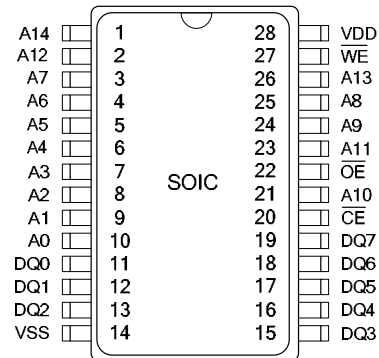 A14 1 28 VDD
A12 2 27 WE
A7 3 26 A13
A6 4 25 A8
A5 5 24 A9
A4 6 23 A11
A3 7 SOIC 22 OE
A2 8 21 A10
A1 9 20 CE
A0 10 19 DQ7
DQ0 11 18 DQ6
DQ1 12 17 DQ5
DQ2 13 16 DQ4
VSS 14 15 DQ3